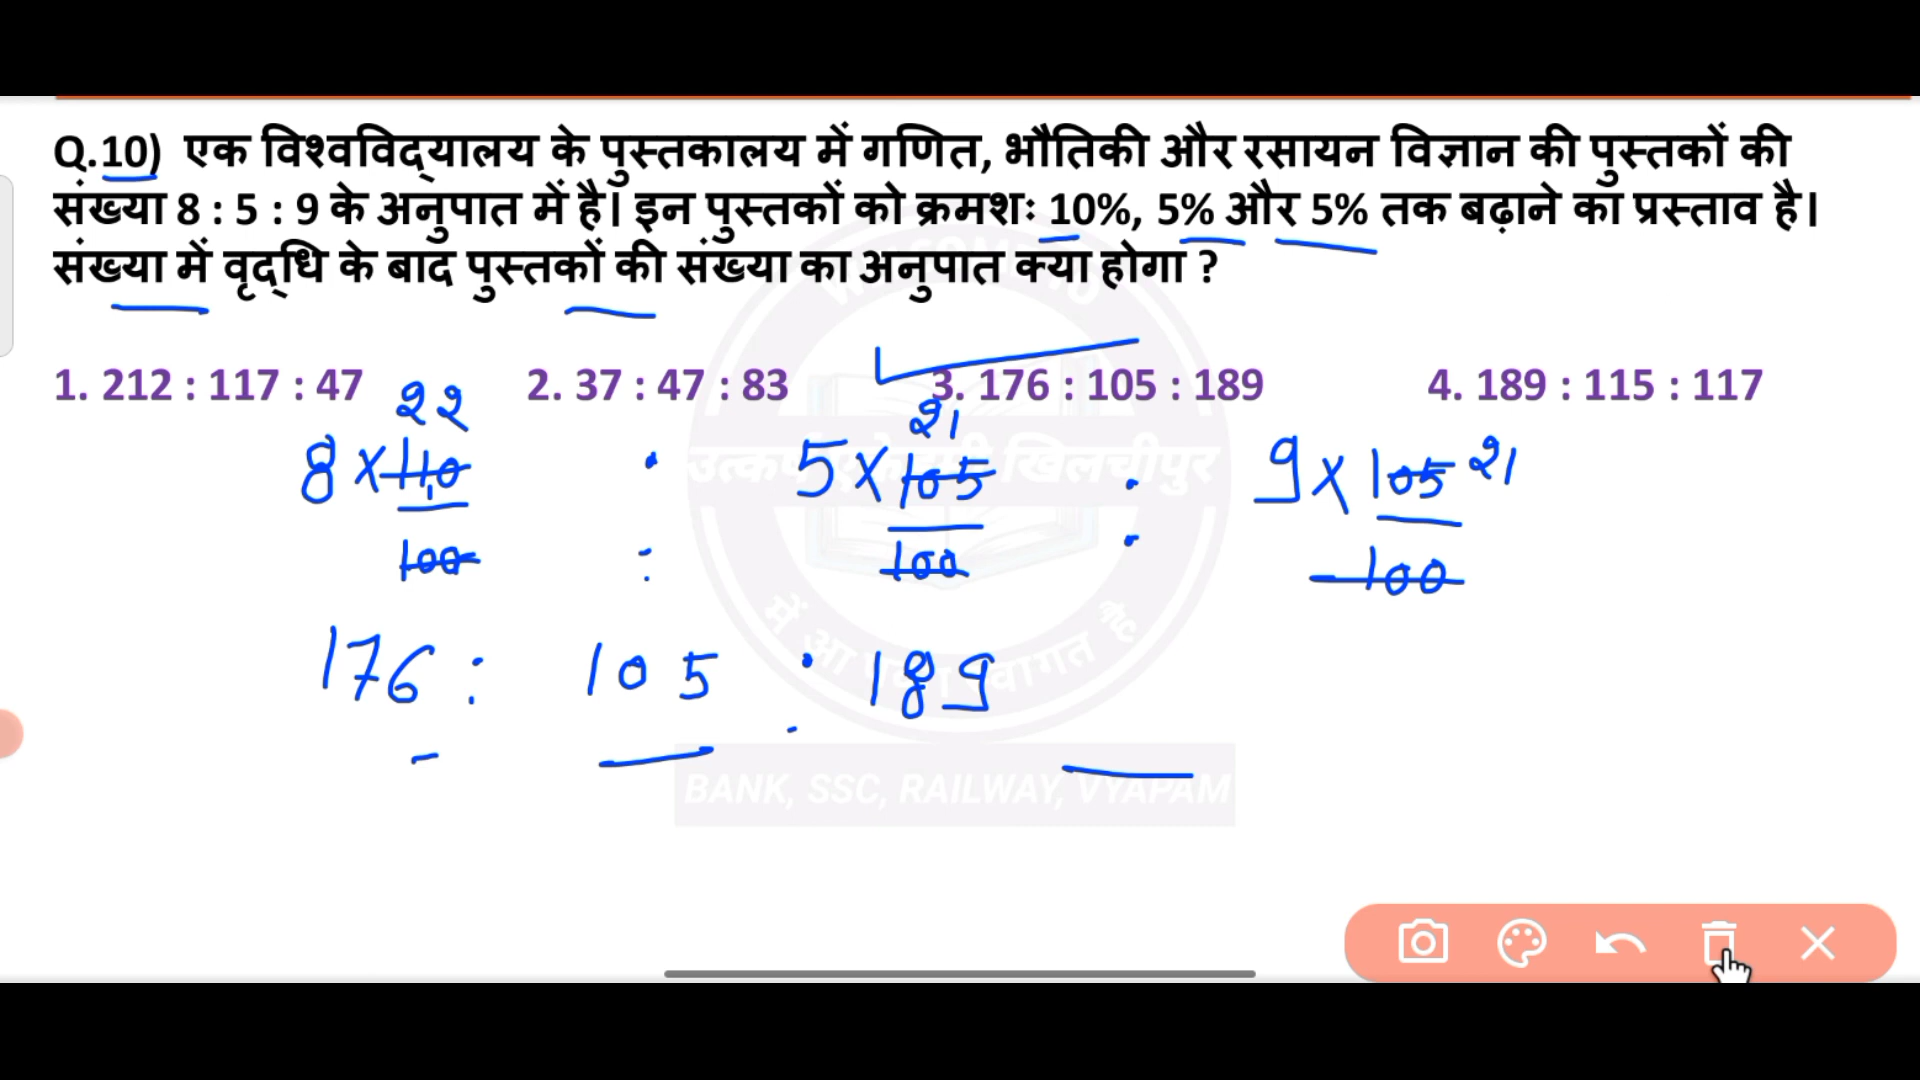 Q.10) एक विश्वविद्यालय के पुस्तकालय में गणित, भौतिकी और रसायन विज्ञान की पुस्तकों की
संख्या 8 : 5 : 9 के अनुपात में है। इन पुस्तकों को क्रमशः 10%, 5% और 5% तक बढ़ाने का प्रस्ताव है।
संख्या में वृद्धि के बाद पुस्तकों की संख्या का अनुपात क्या होगा ?
1. 212 : 117 : 47 2. 37 : 47 : 83 3. 176 : 105 : 189 4. 189 : 115 : 117
22 21
8 x 110 : 5 x 105 : 9 x 105 21
100 : 100 100
176 : 105 : 189
BANK, SSC, RAILWAY, VYAPAM